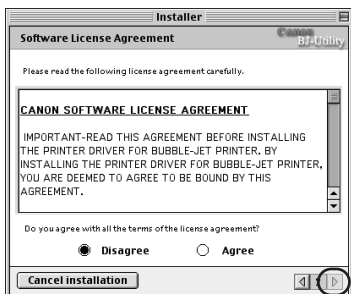 Installer
Software License Agreement
Canon
BJ-Utility
Please read the following license agreement carefully.
CANON SOFTWARE LICENSE AGREEMENT
IMPORTANT-READ THIS AGREEMENT BEFORE INSTALLING
THE PRINTER DRIVER FOR BUBBLE-JET PRINTER. BY
INSTALLING THE PRINTER DRIVER FOR BUBBLE-JET PRINTER,
YOU ARE DEEMED TO AGREE TO BE BOUND BY THIS
AGREEMENT.
Do you agree with all the terms of the license agreement?
Disagree Agree
Cancel installation